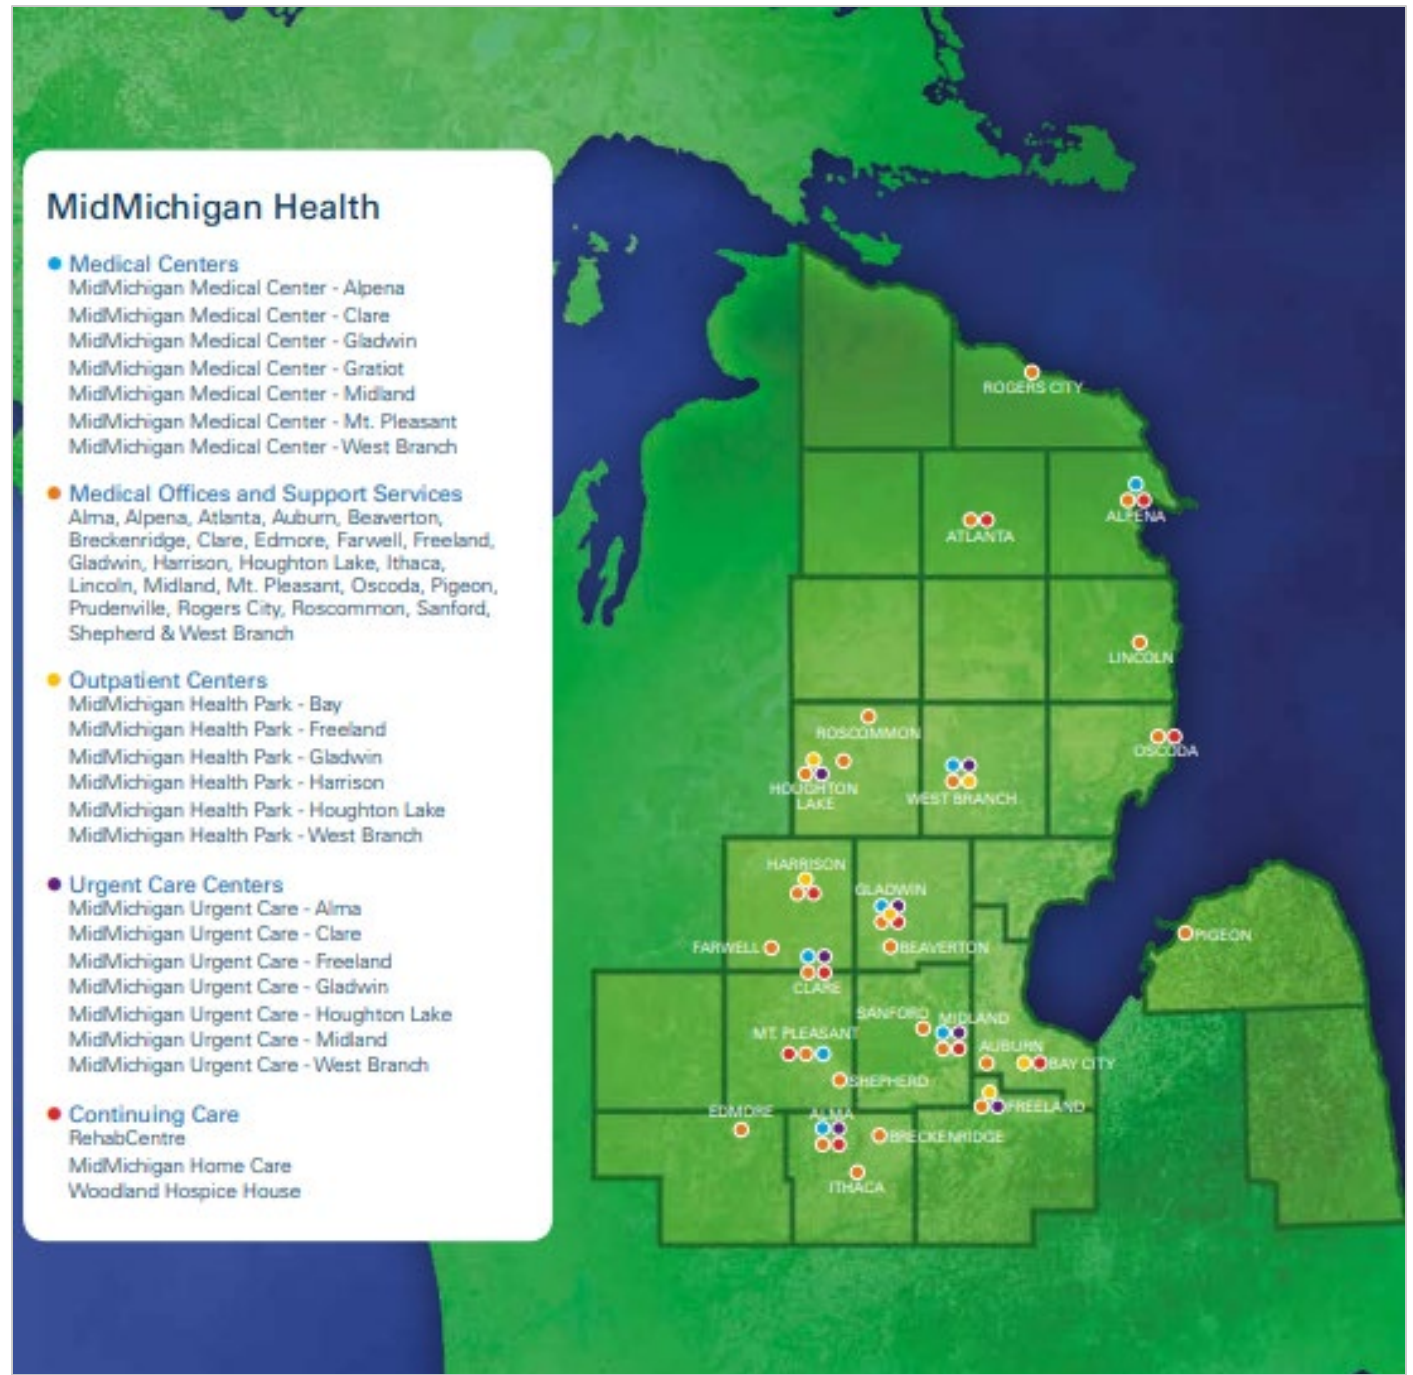 MidMichigan Health
Medical Centers
MidMichigan Medical Center - Alpena
MidMichigan Medical Center - Clare
MidMichigan Medical Center - Gladwin
MidMichigan Medical Center - Gratiot
MidMichigan Medical Center - Midland
MidMichigan Medical Center - Mt. Pleasant
MidMichigan Medical Center - West Branch
Medical Offices and Support Services
Alma, Alpena, Atlanta, Auburn, Beaverton,
Breckenridge, Clare, Edmore, Farwell, Freeland,
Gladwin, Harrison, Houghton Lake, Ithaca,
Lincoln, Midland, Mt. Pleasant, Oscoda, Pigeon,
Prudenville, Rogers City, Roscommon, Sanford,
Shepherd & West Branch
Outpatient Centers
MidMichigan Health Park - Bay
MidMichigan Health Park - Freeland
MidMichigan Health Park - Gladwin
MidMichigan Health Park - Harrison
MidMichigan Health Park - Houghton Lake
MidMichigan Health Park - West Branch
Urgent Care Centers
MidMichigan Urgent Care - Alma
MidMichigan Urgent Care - Clare
MidMichigan Urgent Care - Freeland
MidMichigan Urgent Care - Gladwin
MidMichigan Urgent Care - Houghton Lake
MidMichigan Urgent Care - Midland
MidMichigan Urgent Care - West Branch
Continuing Care
RehabCentre
MidMichigan Home Care
Woodland Hospice House
ROGERS CITY
ALPENA
ATLANTA
LINCOLN
ROSCOMMON
OSCODA
HOUGHTON
LAKE
WEST BRANCH
HARRISON
GLADWIN
PIGEON
FARWELL
BEAVERTON
CLARE
SANFORD
MIDLAND
MT. PLEASANT
AUBURN
BAY CITY
SHEPHERD
FREELAND
EDMORE
ALMA
BRECKENRIDGE
ITHACA